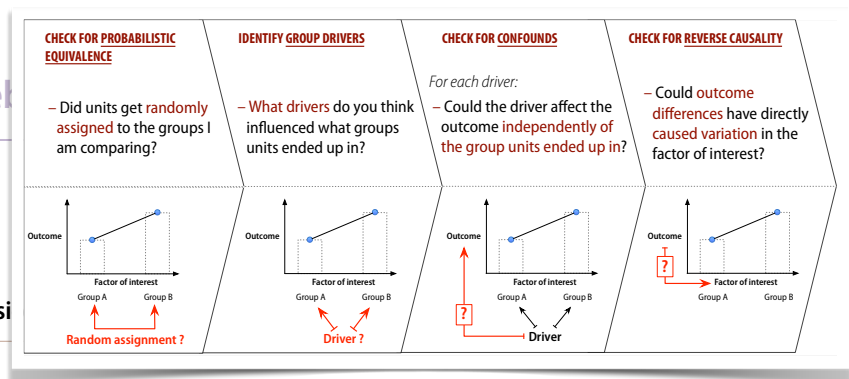 CHECK FOR PROBABILISTIC
EQUIVALENCE
– Did units get randomly
assigned to the groups I
am comparing?
Outcome
Factor of interest
Group A Group B
Random assignment ?
IDENTIFY GROUP DRIVERS
– What drivers do you think
influenced what groups
units ended up in?
Outcome
Factor of interest
Group A Group B
Driver ?
CHECK FOR CONFOUNDS
For each driver:
– Could the driver affect the
outcome independently of
the group units ended up in?
Outcome
Factor of interest
Group A Group B
?
Driver
CHECK FOR REVERSE CAUSALITY
– Could outcome
differences have directly
caused variation in the
factor of interest?
Outcome
?
Factor of interest
Group A Group B